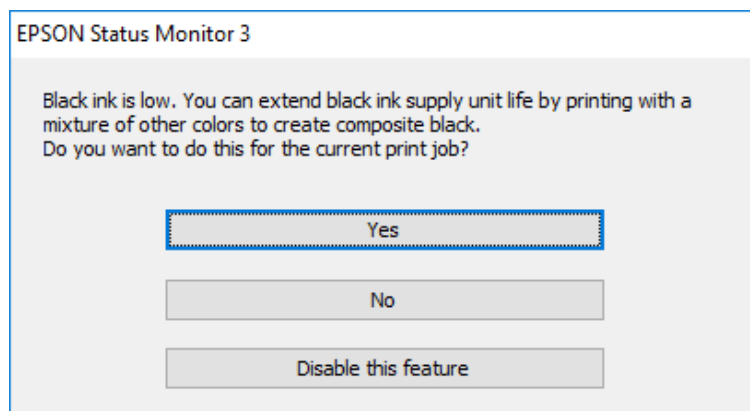 EPSON Status Monitor 3
Black ink is low. You can extend black ink supply unit life by printing with a
mixture of other colors to create composite black.
Do you want to do this for the current print job?
Yes
No
Disable this feature